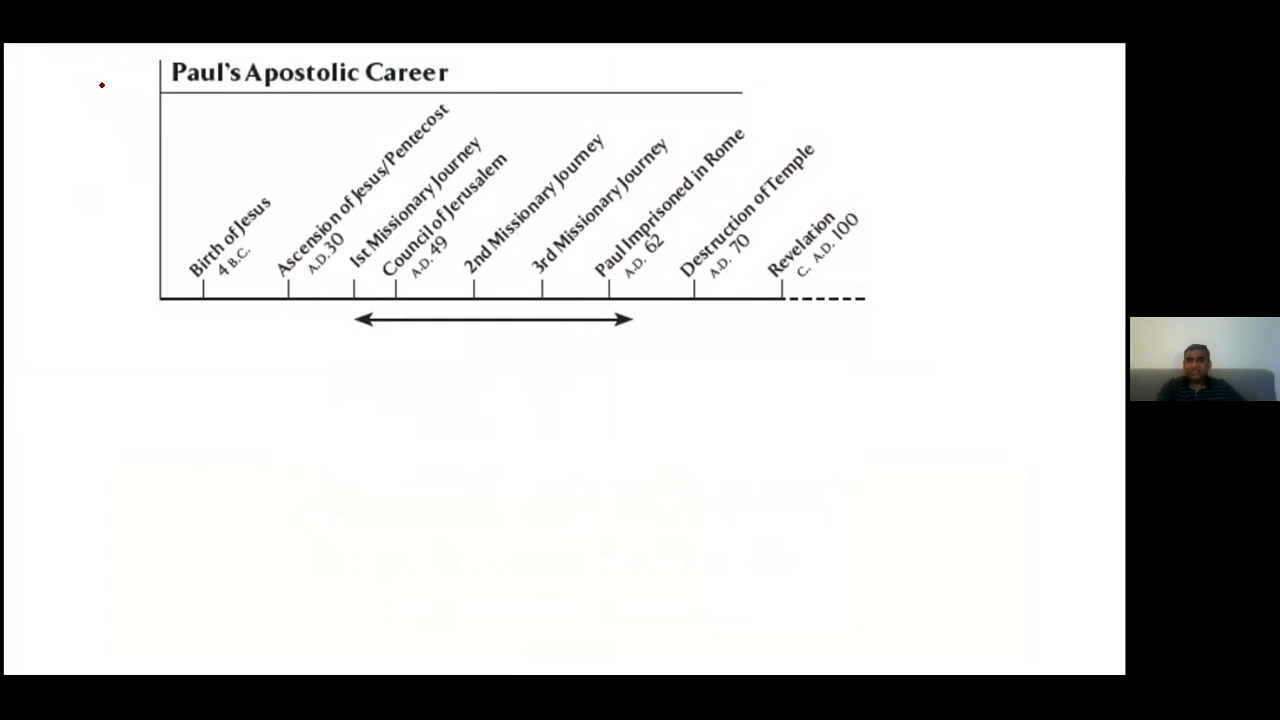 Paul's Apostolic Career
Birth of Jesus
4 B.C.
Ascension of Jesus/Pentecost
A.D. 30
1st Missionary Journey
Council of Jerusalem
A.D. 49
2nd Missionary Journey
3rd Missionary Journey
Paul Imprisoned in Rome
A.D. 62
Destruction of Temple
A.D. 70
Revelation
C. A.D. 100